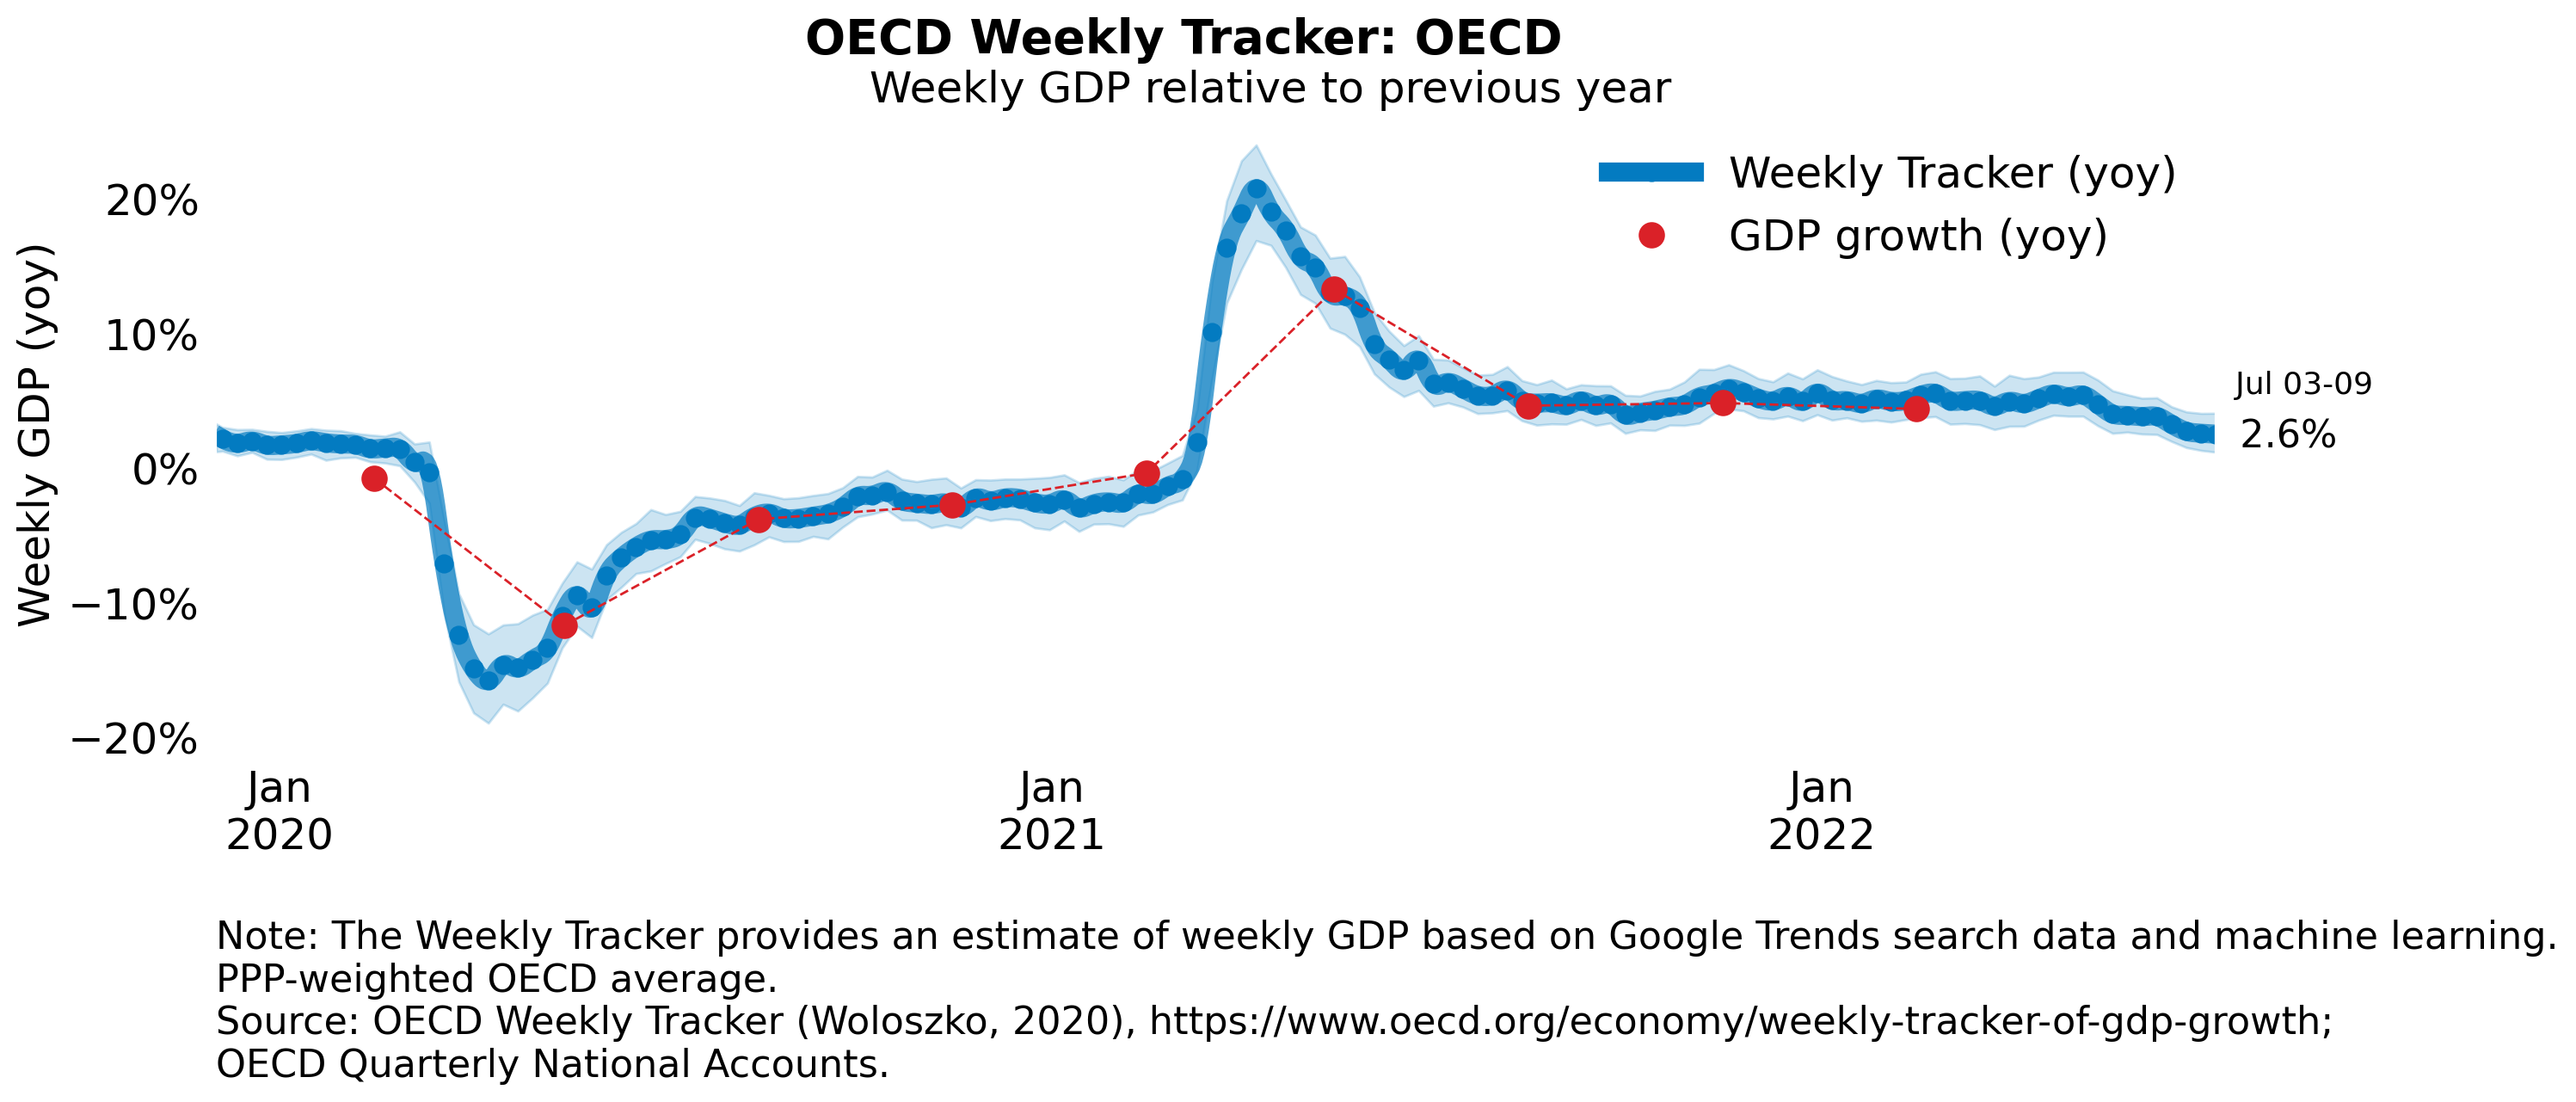 OECD Weekly Tracker: OECD
Weekly GDP relative to previous year
Weekly Tracker (yoy)
GDP growth (yoy)
Weekly GDP (yoy)
20%
10%
0%
−10%
−20%
Jul 03-09
2.6%
Jan
2020
Jan
2021
Jan
2022
Note: The Weekly Tracker provides an estimate of weekly GDP based on Google Trends search data and machine learning.
PPP-weighted OECD average.
Source: OECD Weekly Tracker (Woloszko, 2020), https://www.oecd.org/economy/weekly-tracker-of-gdp-growth;
OECD Quarterly National Accounts.